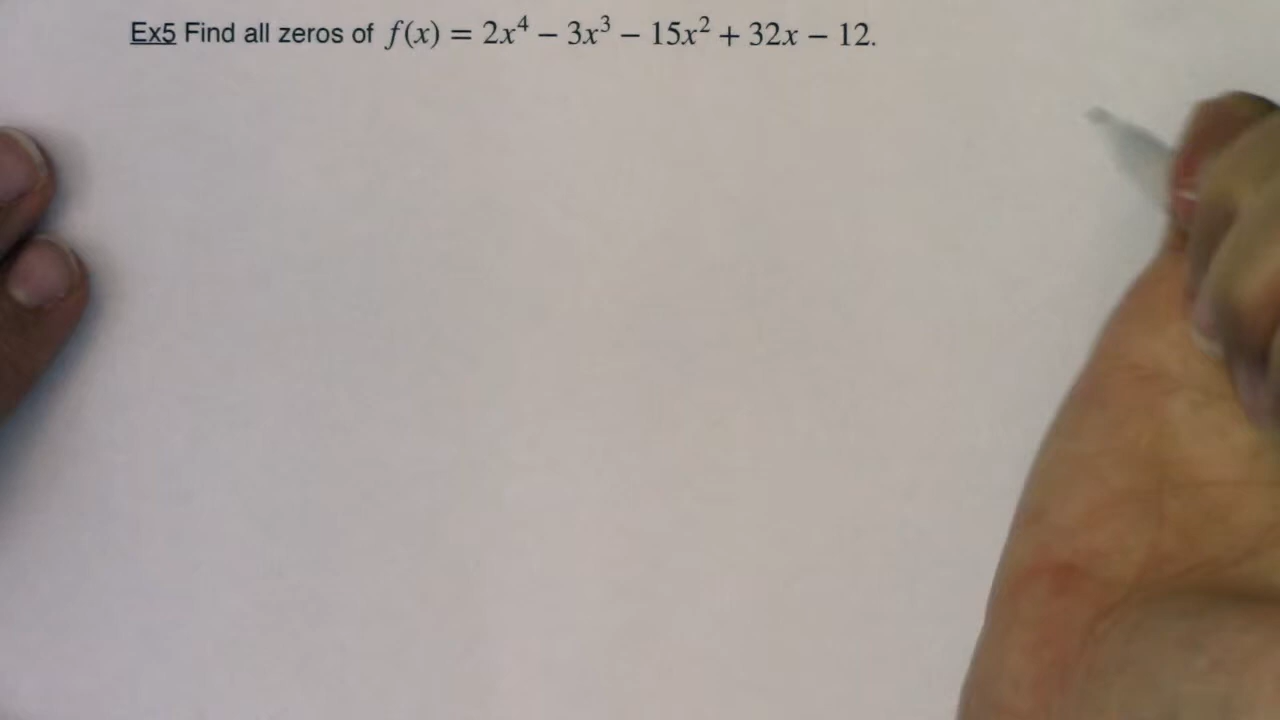 Ex5 Find all zeros of f(x) = 2x⁴ − 3x³ − 15x² + 32x − 12.